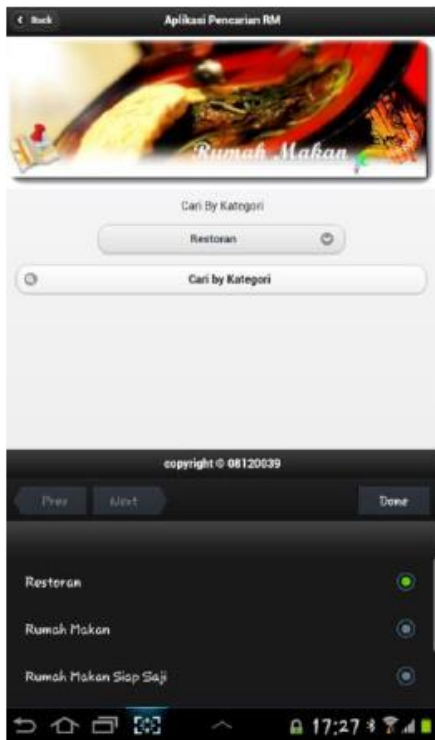 Back
Aplikasi Pencarian RM
Rumah Makan
Cari By Kategori
Restoran
Cari by Kategori
copyright © 08120039
Prev Next Done
Restoran
Rumah Makan
Rumah Makan Siap Saji
17:27